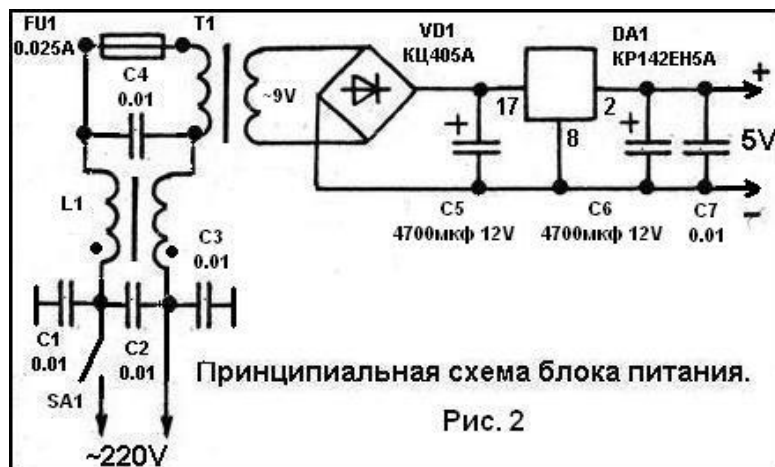 FU1
0.025A
T1
C4
0.01
~9V
VD1
КЦ405А
DA1
КР142ЕН5А
17
2
8
+
+
+
5V
−
C5
4700мкф 12V
C6
4700мкф 12V
C7
0.01
L1
C3
0.01
C1
0.01
C2
0.01
SA1
~220V
Принципиальная схема блока питания.
Рис. 2